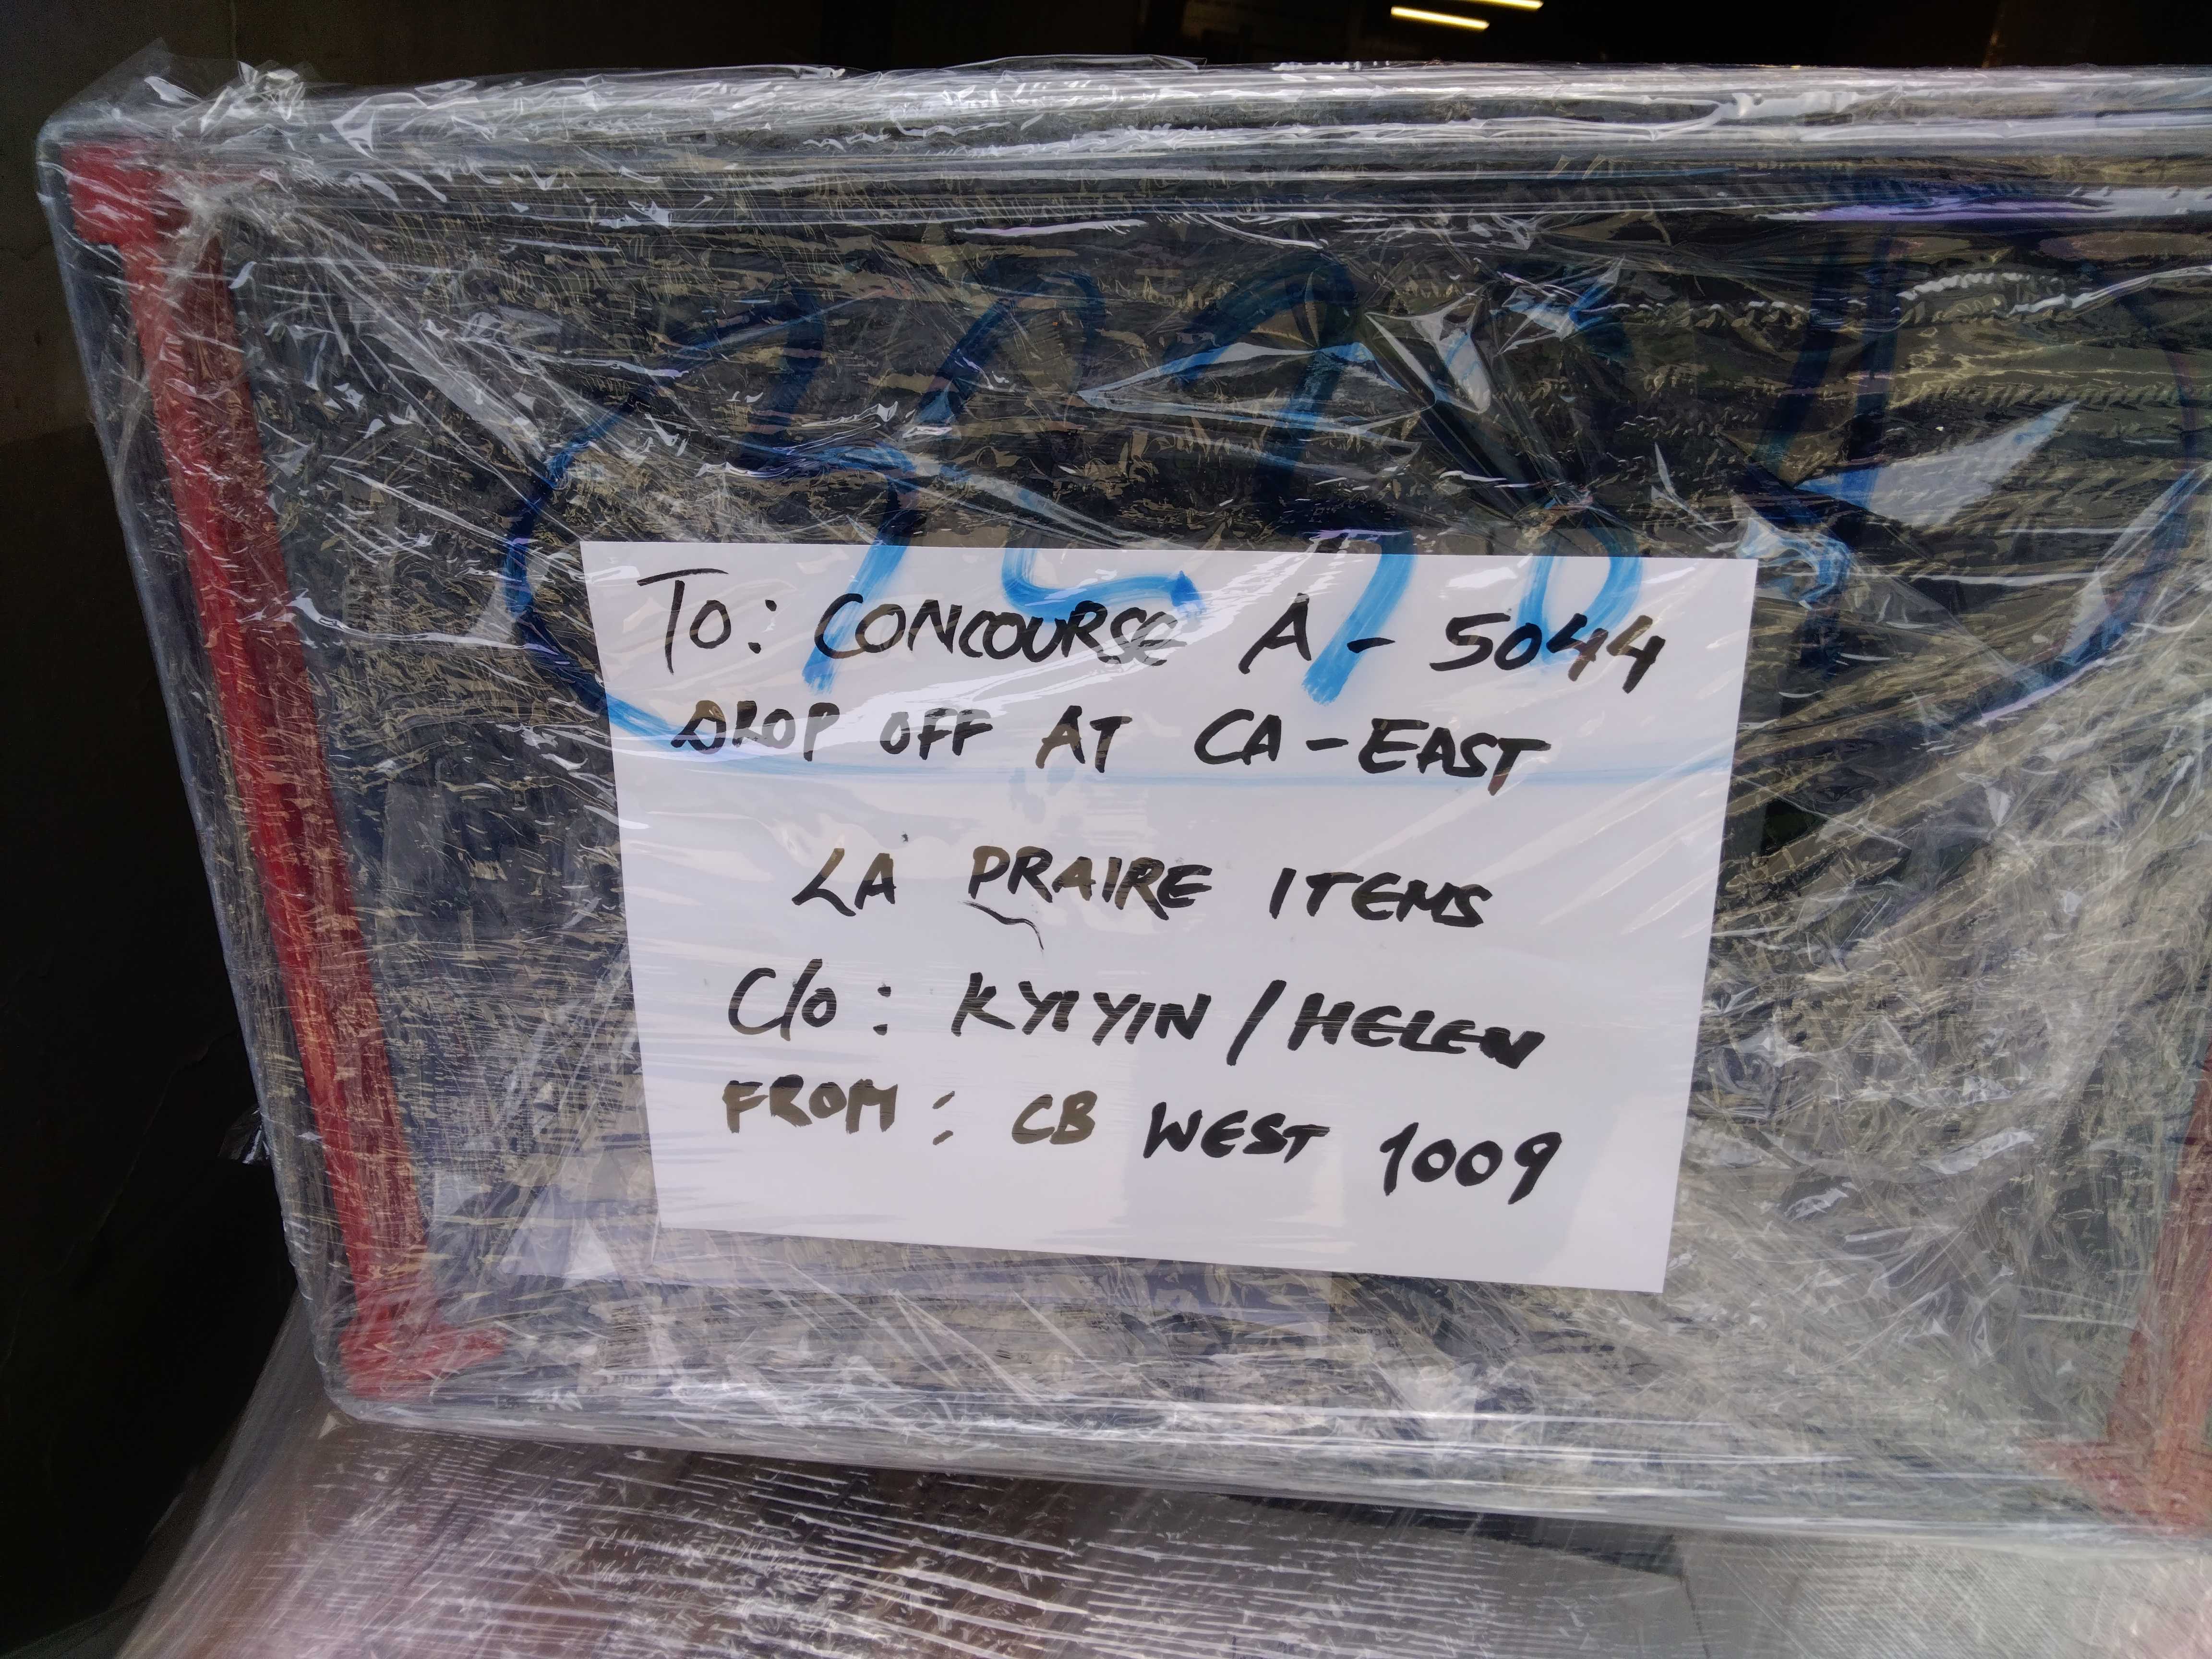 To: CONCOURSE A - 5044
DROP OFF AT CA-EAST
LA PRAIRE ITEMS
C/o: KYIYIN / HELEN
FROM: CB WEST 1009